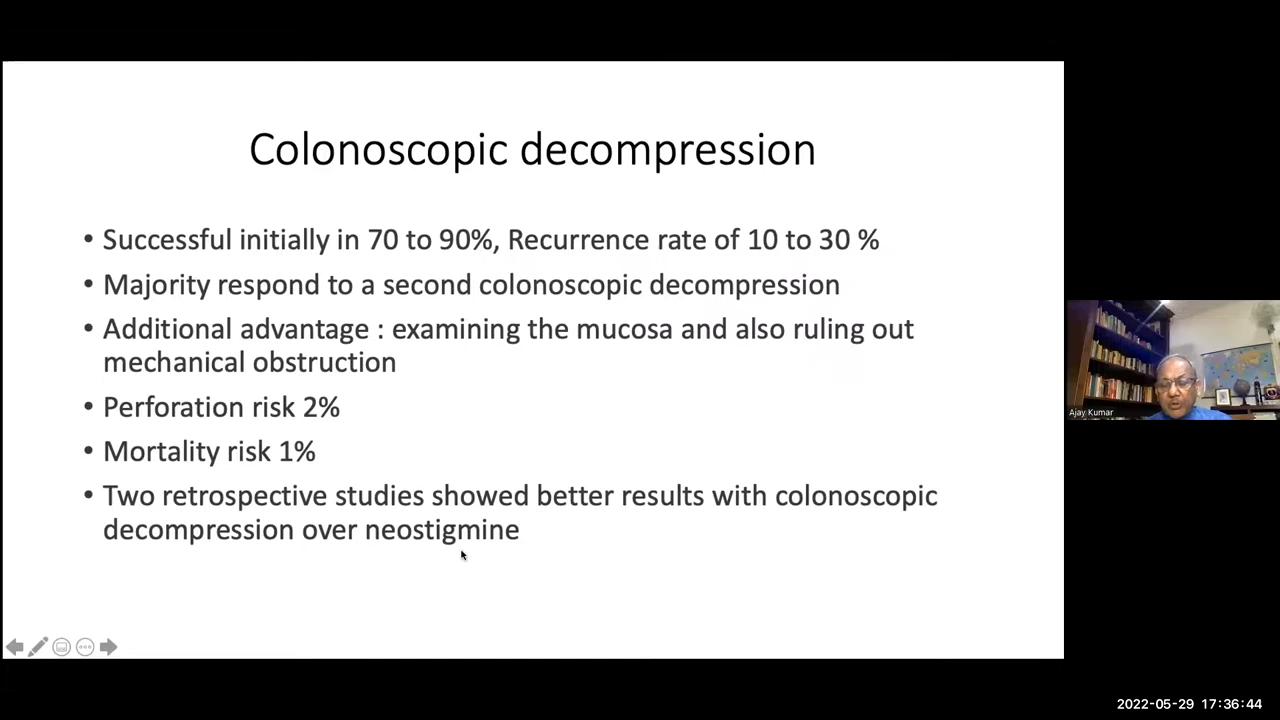 Colonoscopic decompression
• Successful initially in 70 to 90%, Recurrence rate of 10 to 30 %
• Majority respond to a second colonoscopic decompression
• Additional advantage : examining the mucosa and also ruling out
mechanical obstruction
• Perforation risk 2%
• Mortality risk 1%
• Two retrospective studies showed better results with colonoscopic
decompression over neostigmine
Ajay Kumar
2022-05-29 17:36:44